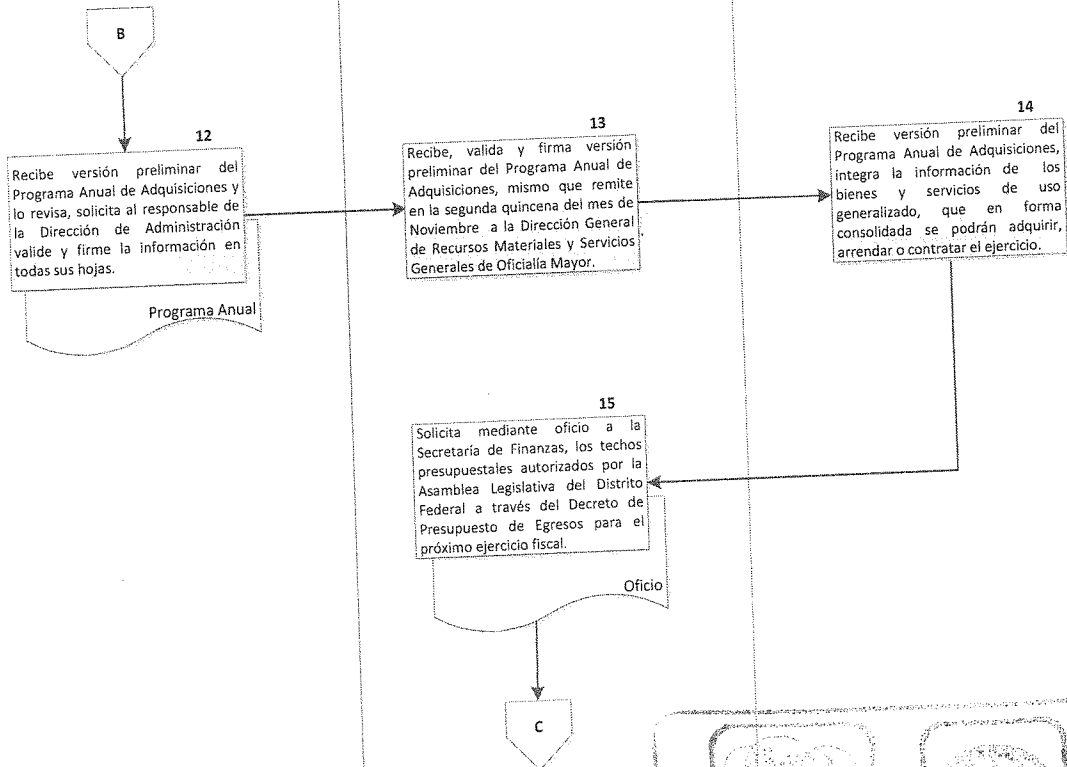 B
12
Recibe versión preliminar del
Programa Anual de Adquisiciones y
lo revisa, solicita al responsable de
la Dirección de Administración
valide y firme la información en
todas sus hojas.
Programa Anual
13
Recibe, valida y firma versión
preliminar del Programa Anual de
Adquisiciones, mismo que remite
en la segunda quincena del mes de
Noviembre a la Dirección General
de Recursos Materiales y Servicios
Generales de Oficialía Mayor.
14
Recibe versión preliminar del
Programa Anual de Adquisiciones,
integra la información de los
bienes y servicios de uso
generalizado, que en forma
consolidada se podrán adquirir,
arrendar o contratar el ejercicio.
15
Solicita mediante oficio a la
Secretaría de Finanzas, los techos
presupuestales autorizados por la
Asamblea Legislativa del Distrito
Federal a través del Decreto de
Presupuesto de Egresos para el
próximo ejercicio fiscal.
Oficio
C